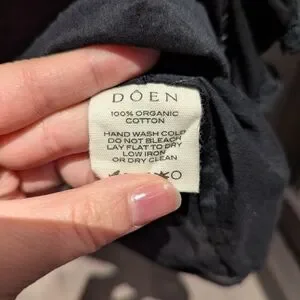 DÔEN
100% ORGANIC
COTTON
HAND WASH COLD
DO NOT BLEACH
LAY FLAT TO DRY
LOW IRON
OR DRY CLEAN